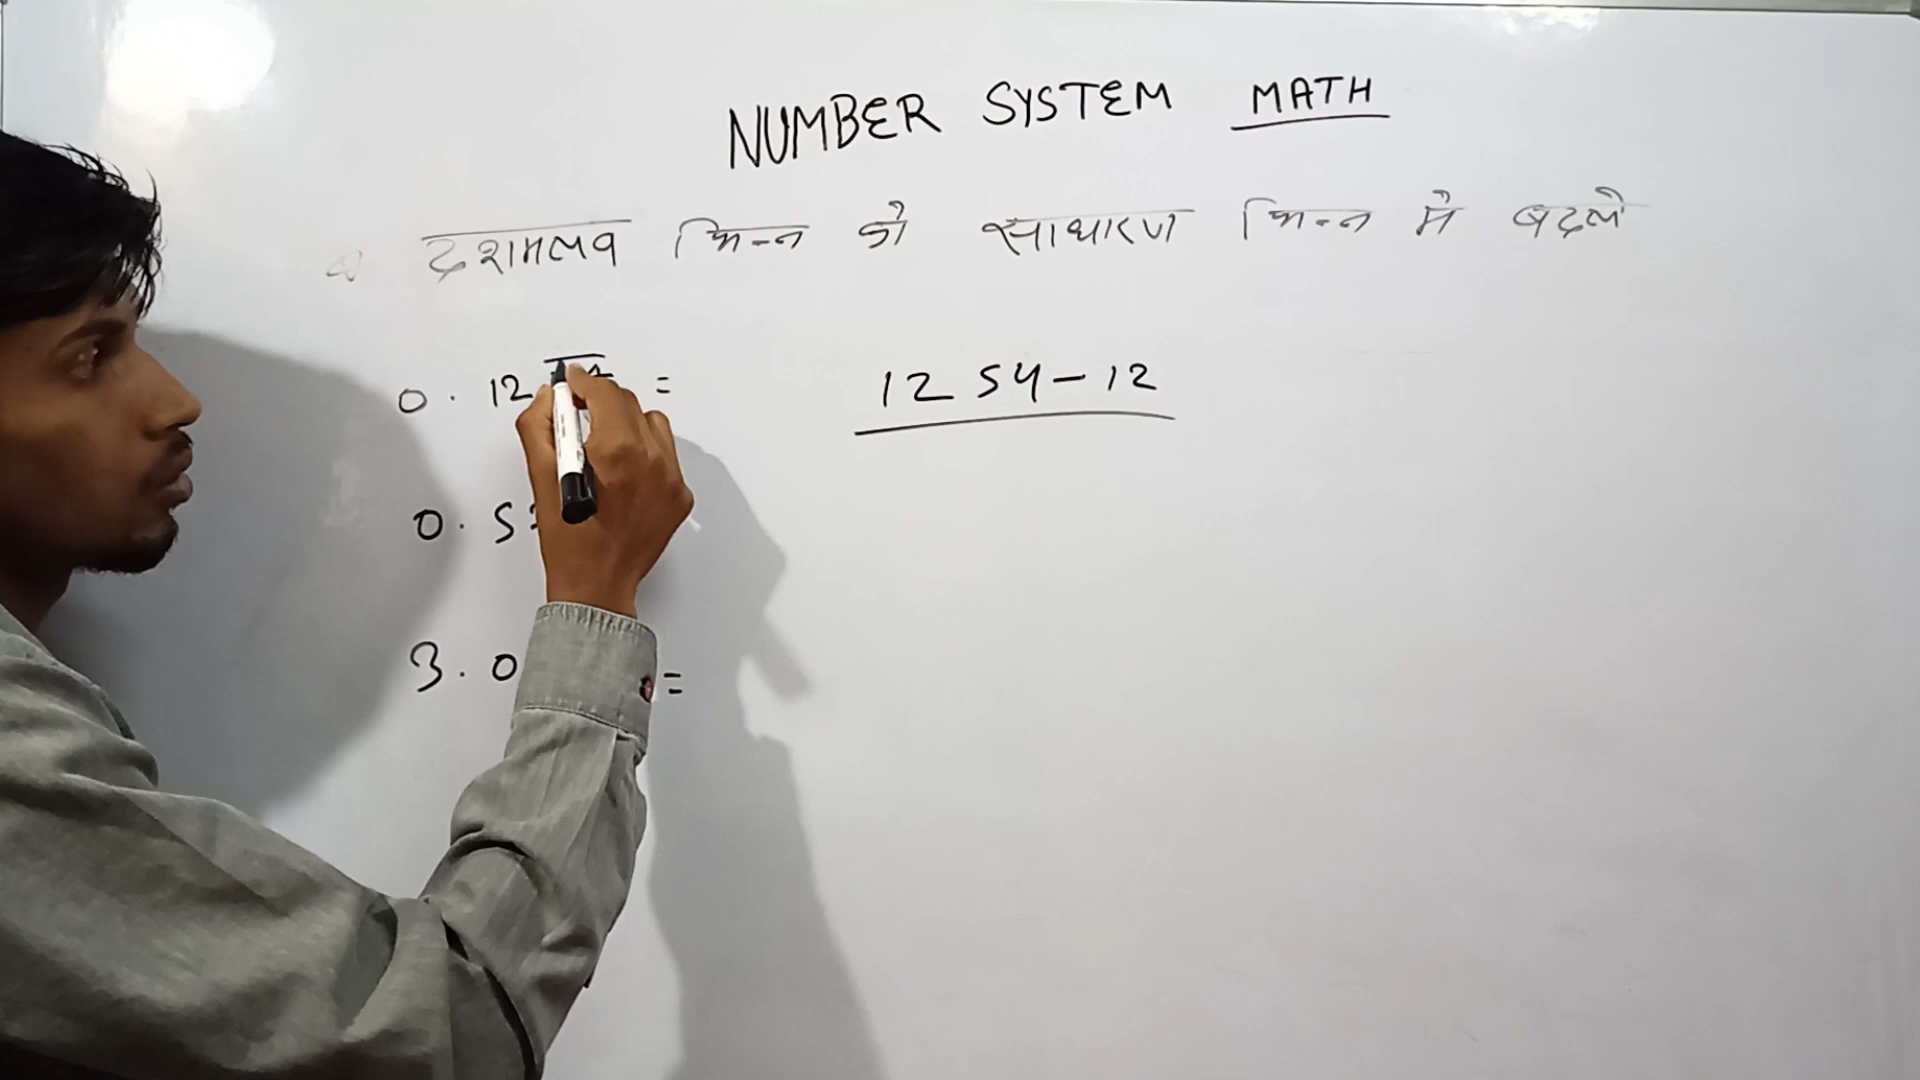 NUMBER SYSTEM MATH
दशमलव भिन्न को साधारण भिन्न में बदले
0.12 = 1254-12
0.5
3.0 =